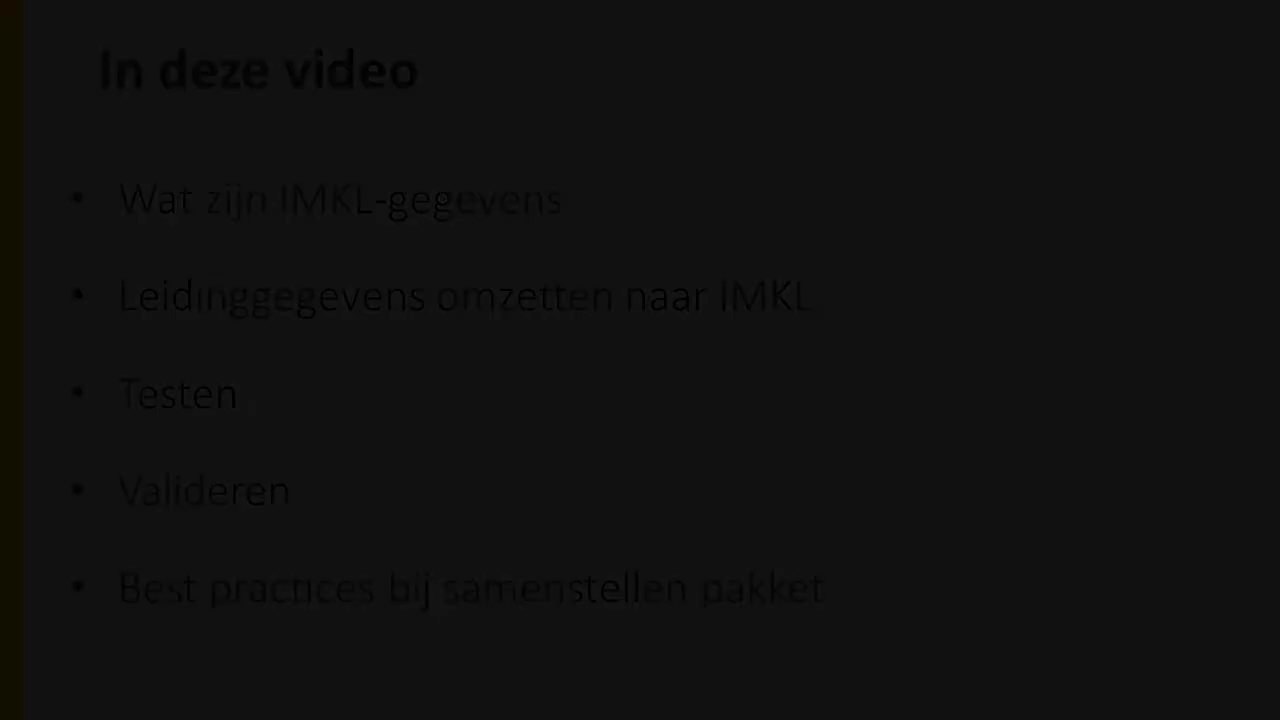 In deze video
• Wat zijn IMKL-gegevens
• Leidinggegevens omzetten naar IMKL
• Testen
• Valideren
• Best practices bij samenstellen pakket